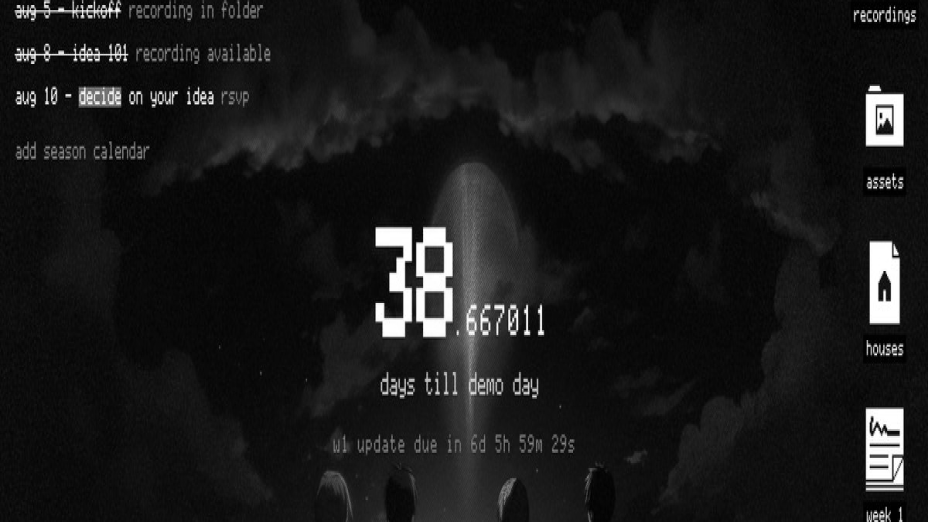 aug 5 - kickoff recording in folder
aug 8 - idea 101 recording available
aug 10 - decide on your idea rsvp
add season calendar
38.667011
days till demo day
w1 update due in 6d 5h 59m 29s
recordings
assets
houses
week 1